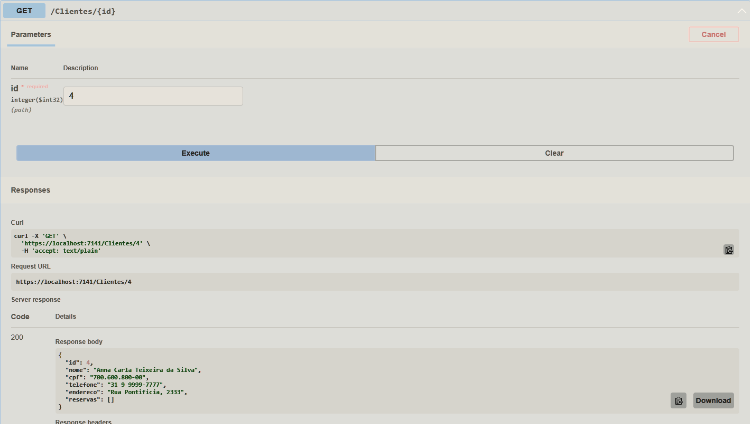 GET /Clientes/{id}
Parameters
Cancel
Name Description
id *
integer($int32)
(path)
4
Execute
Clear
Responses
Curl
curl -X 'GET' \
'https://localhost:7141/Clientes/4' \
-H 'accept: text/plain'
Request URL
https://localhost:7141/Clientes/4
Server response
Code Details
200
Response body
{
"id": 4,
"nome": "Anna Carla Teixeira da Silva",
"cpf": "700.600.800-00",
"telefone": "31 9 9999-7777",
"endereco": "Rua Pontificia, 2333",
"reservas": []
}
Download
Response headers